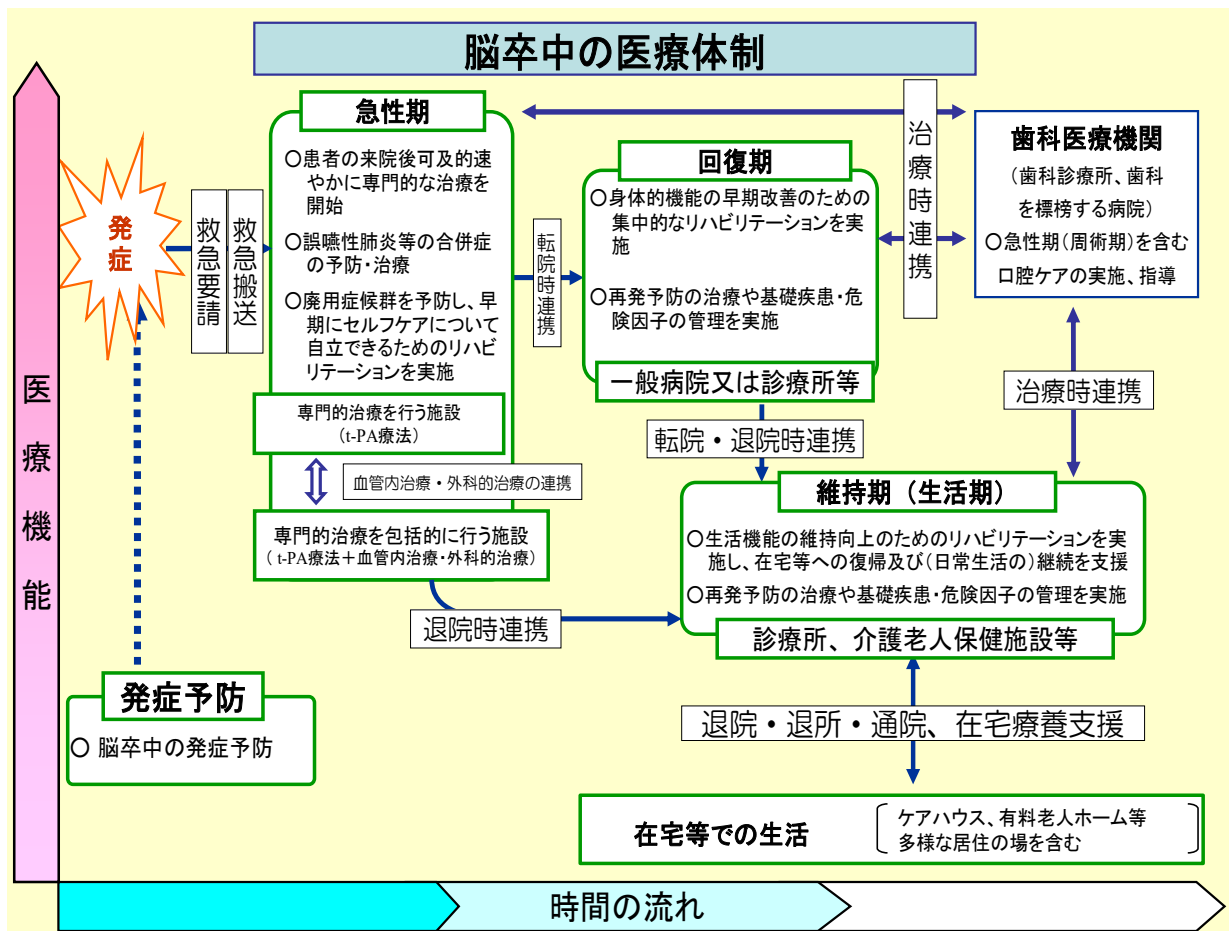 脳卒中の医療体制
医療機能
発症
救急要請
救急搬送
急性期
○患者の来院後可及的速
やかに専門的な治療を
開始
○誤嚥性肺炎等の合併症
の予防・治療
○廃用症候群を予防し、早
期にセルフケアについて
自立できるためのリハビ
リテーションを実施
専門的治療を行う施設
(t-PA療法)
血管内治療・外科的治療の連携
専門的治療を包括的に行う施設
(t-PA療法+血管内治療・外科的治療)
転院時連携
回復期
○身体的機能の早期改善のための
集中的なリハビリテーションを実
施
○再発予防の治療や基礎疾患・危
険因子の管理を実施
一般病院又は診療所等
治療時連携
歯科医療機関
(歯科診療所、歯科
を標榜する病院)
○急性期(周術期)を含む
口腔ケアの実施、指導
治療時連携
転院・退院時連携
退院時連携
維持期(生活期)
○生活機能の維持向上のためのリハビリテーションを実
施し、在宅等への復帰及び(日常生活の)継続を支援
○再発予防の治療や基礎疾患・危険因子の管理を実施
診療所、介護老人保健施設等
発症予防
○ 脳卒中の発症予防
退院・退所・通院、在宅療養支援
在宅等での生活
ケアハウス、有料老人ホーム等
多様な居住の場を含む
時間の流れ